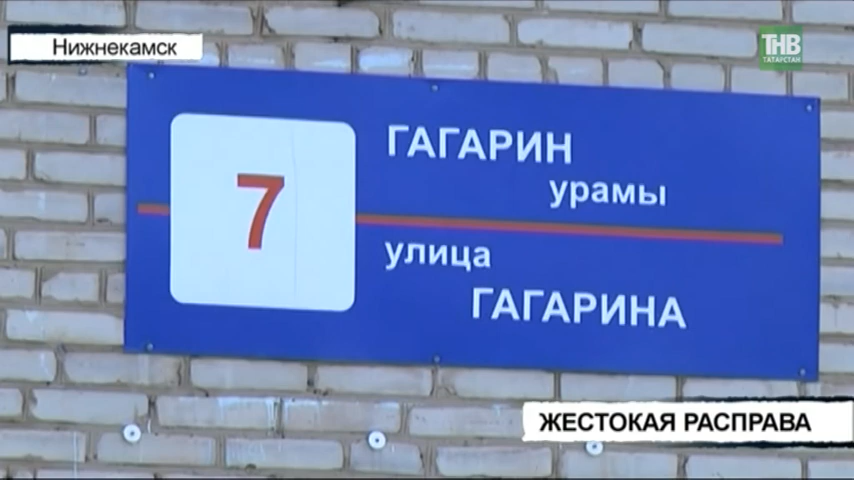 Нижнекамск
ТНВ
ТАТАРСТАН
7
ГАГАРИН
урамы
улица
ГАГАРИНА
ЖЕСТОКАЯ РАСПРАВА